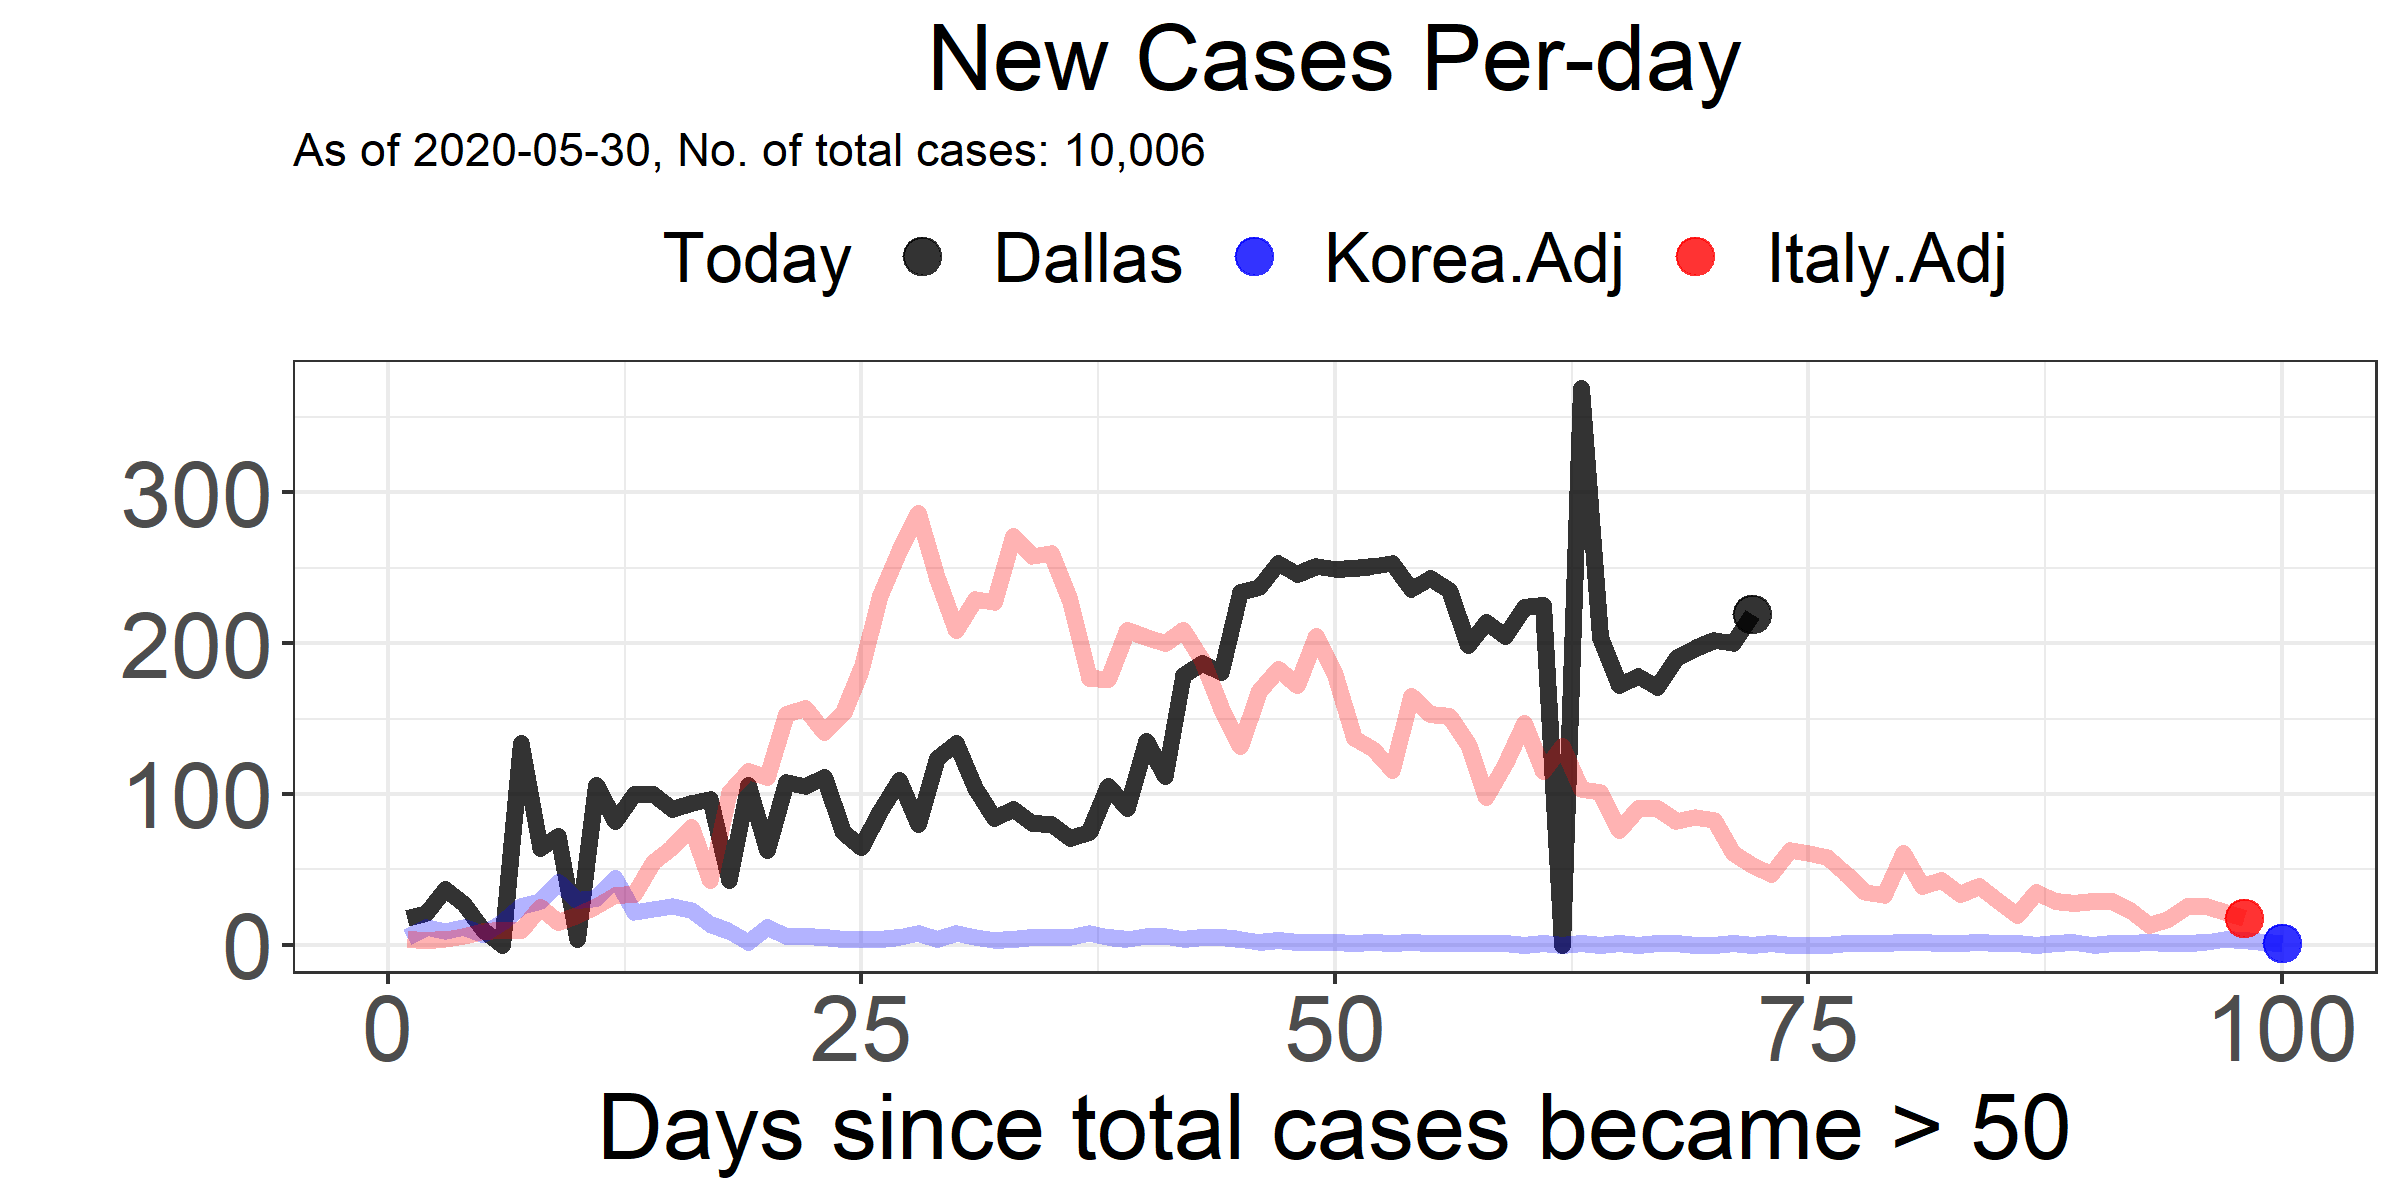 New Cases Per-day
As of 2020-05-30, No. of total cases: 10,006
Today Dallas Korea.Adj Italy.Adj
300
200
100
0
0 25 50 75 100
Days since total cases became > 50